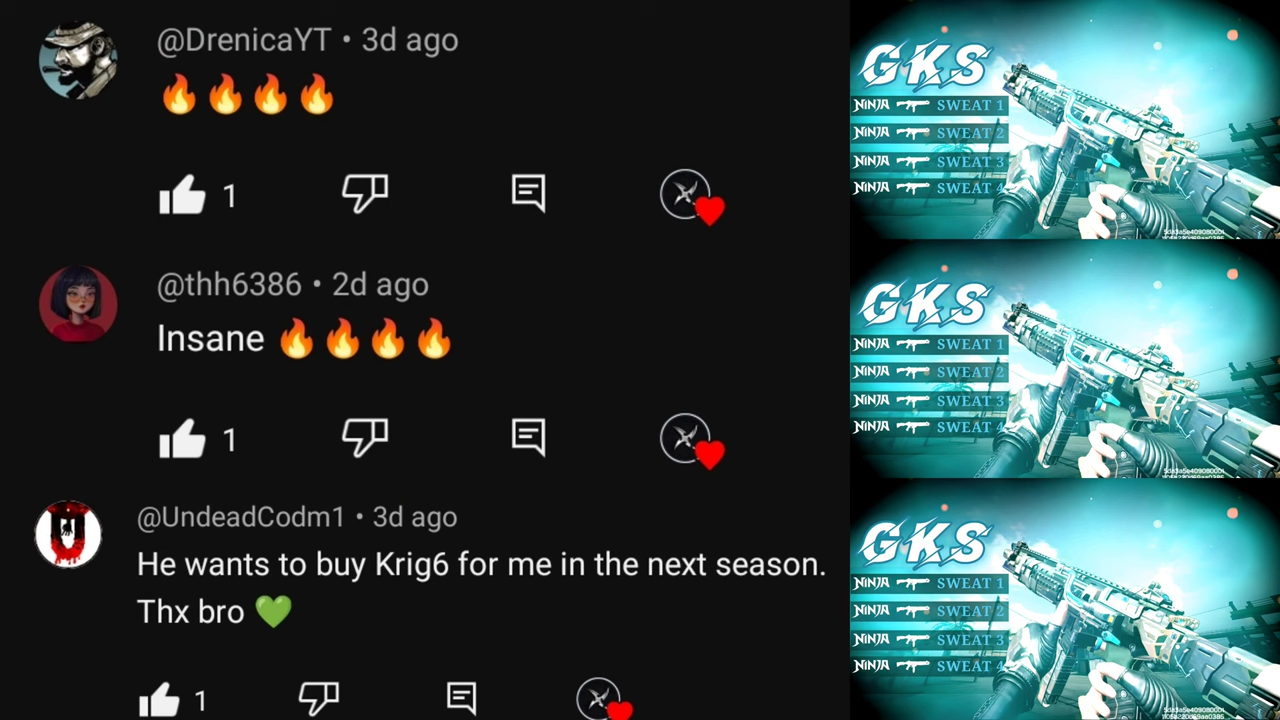 @DrenicaYT • 3d ago
🔥🔥🔥🔥
1
@thh6386 • 2d ago
Insane 🔥🔥🔥🔥
1
@UndeadCodm1 • 3d ago
He wants to buy Krig6 for me in the next season.
Thx bro 💚
1
GKS
NINJA SWEAT 1
NINJA SWEAT 2
NINJA SWEAT 3
NINJA SWEAT 4
GKS
NINJA SWEAT 1
NINJA SWEAT 2
NINJA SWEAT 3
NINJA SWEAT 4
GKS
NINJA SWEAT 1
NINJA SWEAT 2
NINJA SWEAT 3
NINJA SWEAT 4